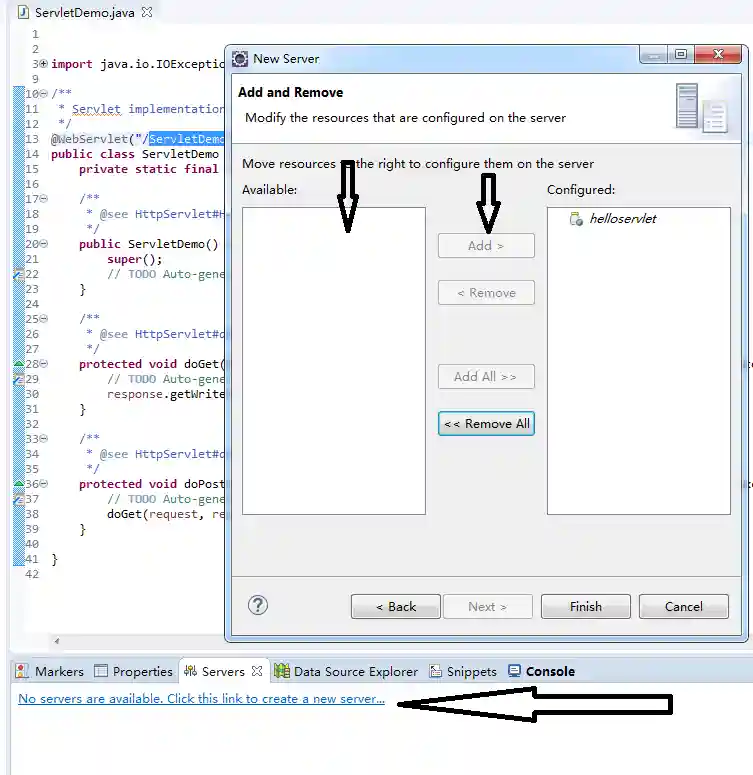 ServletDemo.java
1
2
3 import java.io.IOExceptio
9
10 /**
11 * Servlet implementation
12 */
13 @WebServlet("/ServletDemo
14 public class ServletDemo
15 private static final
16
17 /**
18 * @see HttpServlet#H
19 */
20 public ServletDemo()
21 super();
22 // TODO Auto-gene
23 }
24
25 /**
26 * @see HttpServlet#d
27 */
28 protected void doGet(
29 // TODO Auto-gene
30 response.getWrite
31 }
32
33 /**
34 * @see HttpServlet#d
35 */
36 protected void doPost
37 // TODO Auto-gene
38 doGet(request, re
39 }
40
41 }
42
New Server
Add and Remove
Modify the resources that are configured on the server
Move resources to the right to configure them on the server
Available:
Configured:
helloservlet
Add >
< Remove
Add All >>
<< Remove All
?
< Back
Next >
Finish
Cancel
Markers Properties Servers Data Source Explorer Snippets Console
No servers are available. Click this link to create a new server...